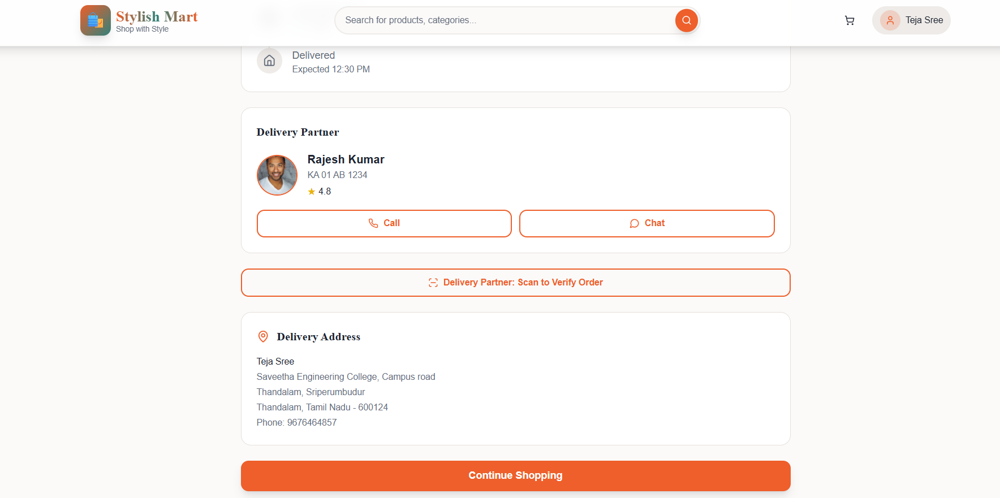 Stylish Mart
Shop with Style
Search for products, categories...
Teja Sree
Delivered
Expected 12:30 PM
Delivery Partner
Rajesh Kumar
KA 01 AB 1234
★ 4.8
Call
Chat
Delivery Partner: Scan to Verify Order
Delivery Address
Teja Sree
Saveetha Engineering College, Campus road
Thandalam, Sriperumbudur
Thandalam, Tamil Nadu - 600124
Phone: 9676464857
Continue Shopping